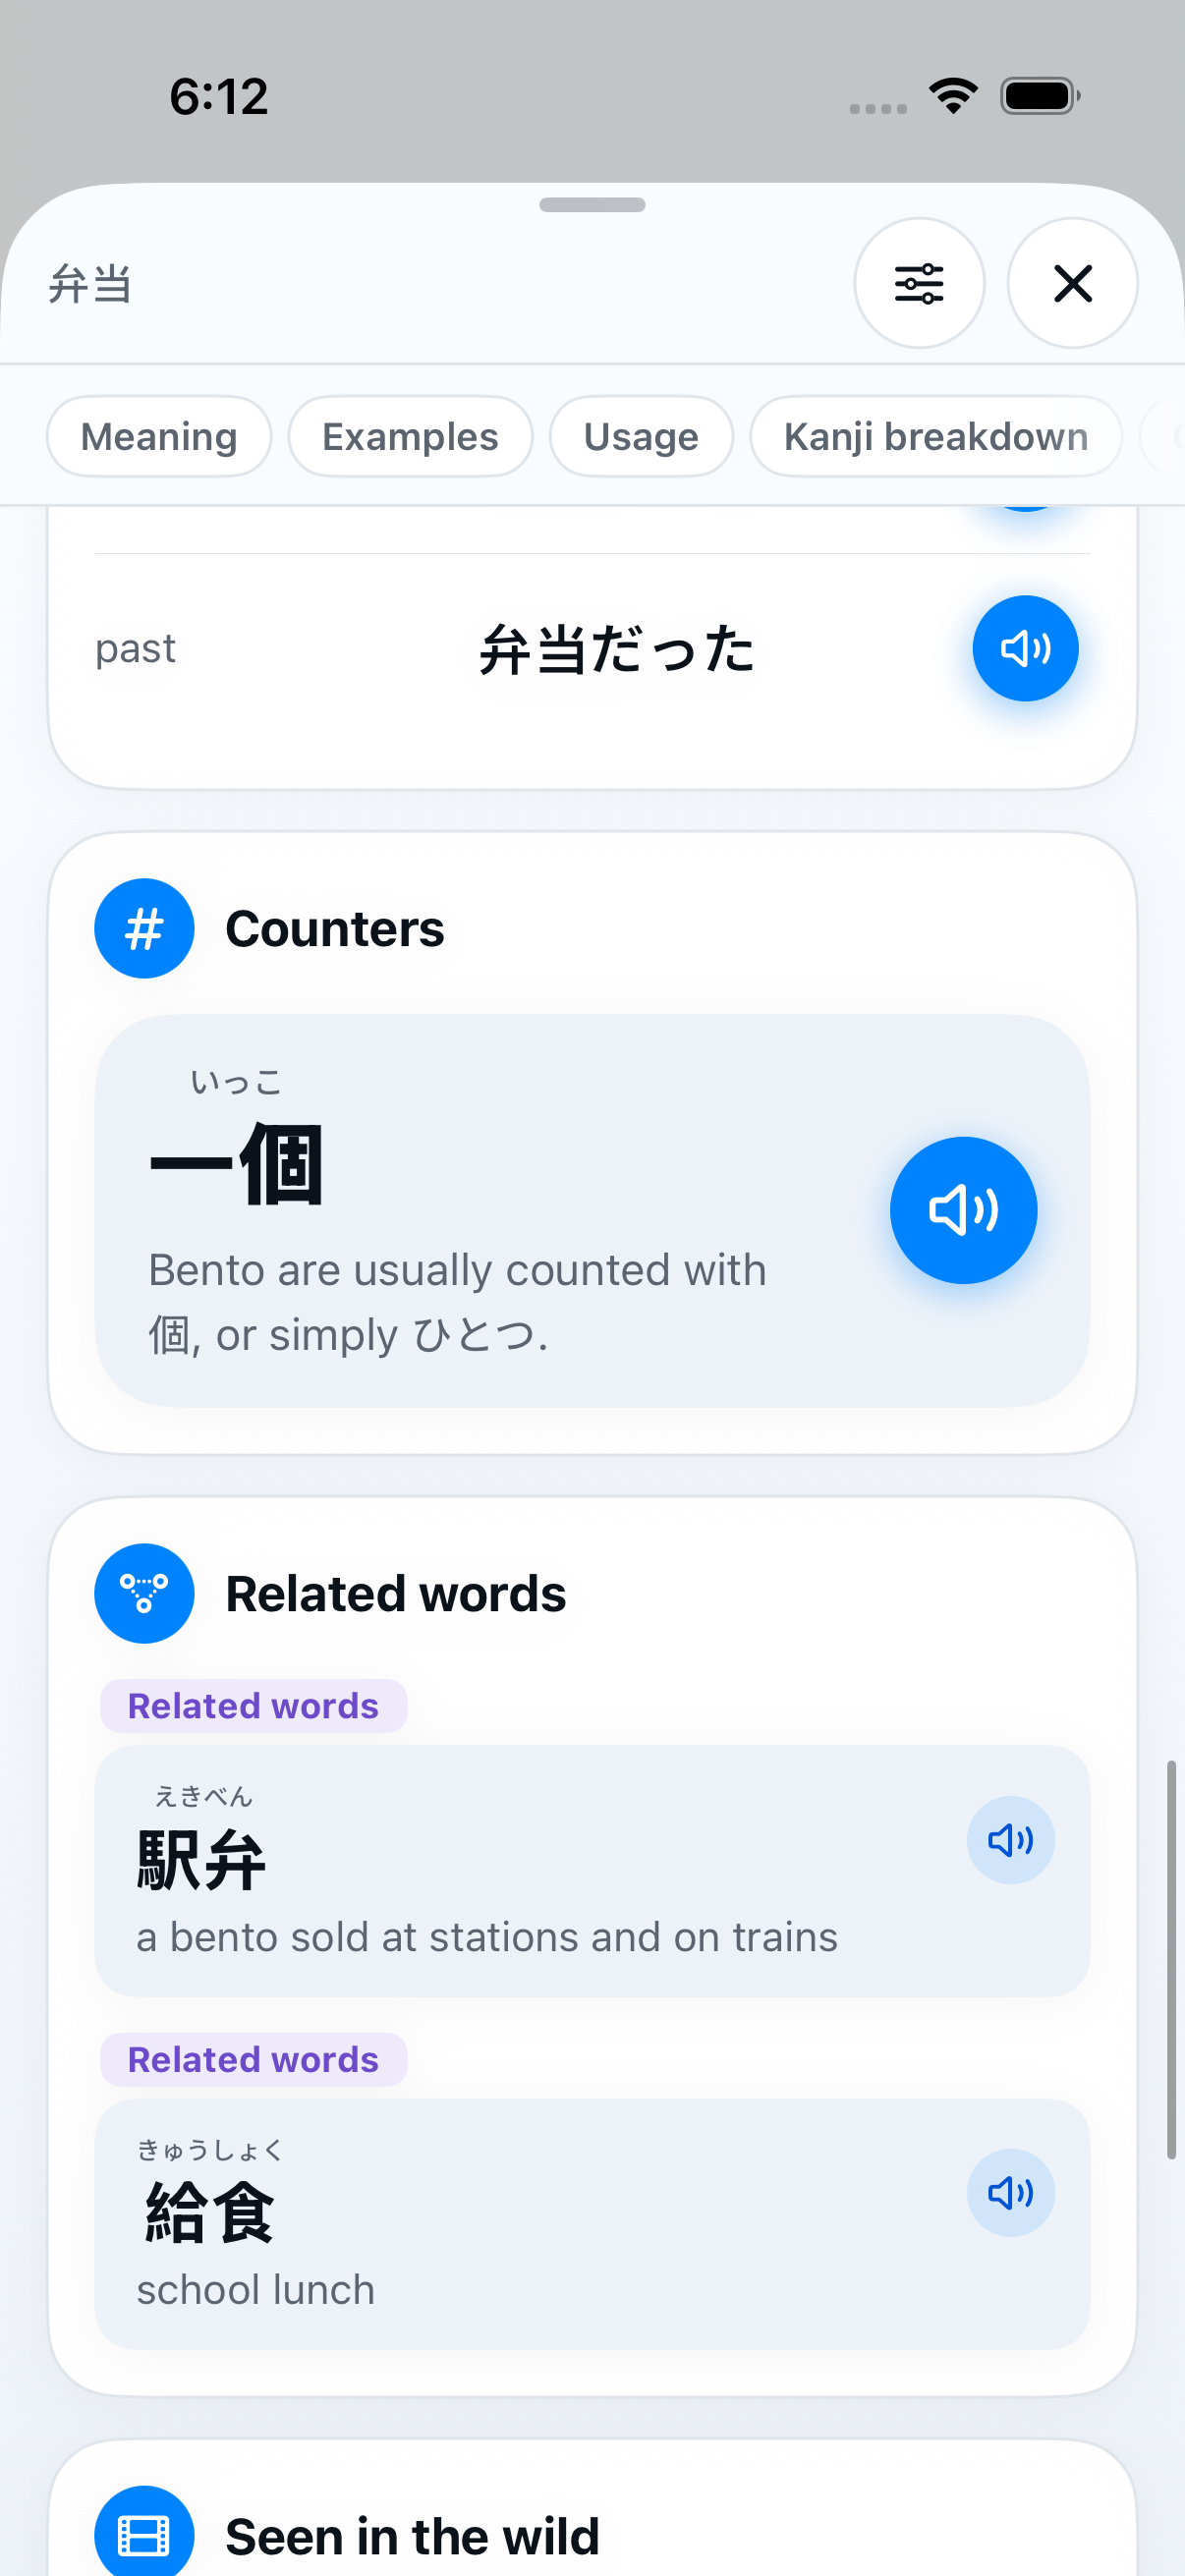 6:12
弁当
Meaning
Examples
Usage
Kanji breakdown
past
弁当だった
Counters
いっこ
一個
Bento are usually counted with
個, or simply ひとつ.
Related words
Related words
えきべん
駅弁
a bento sold at stations and on trains
Related words
きゅうしょく
給食
school lunch
Seen in the wild